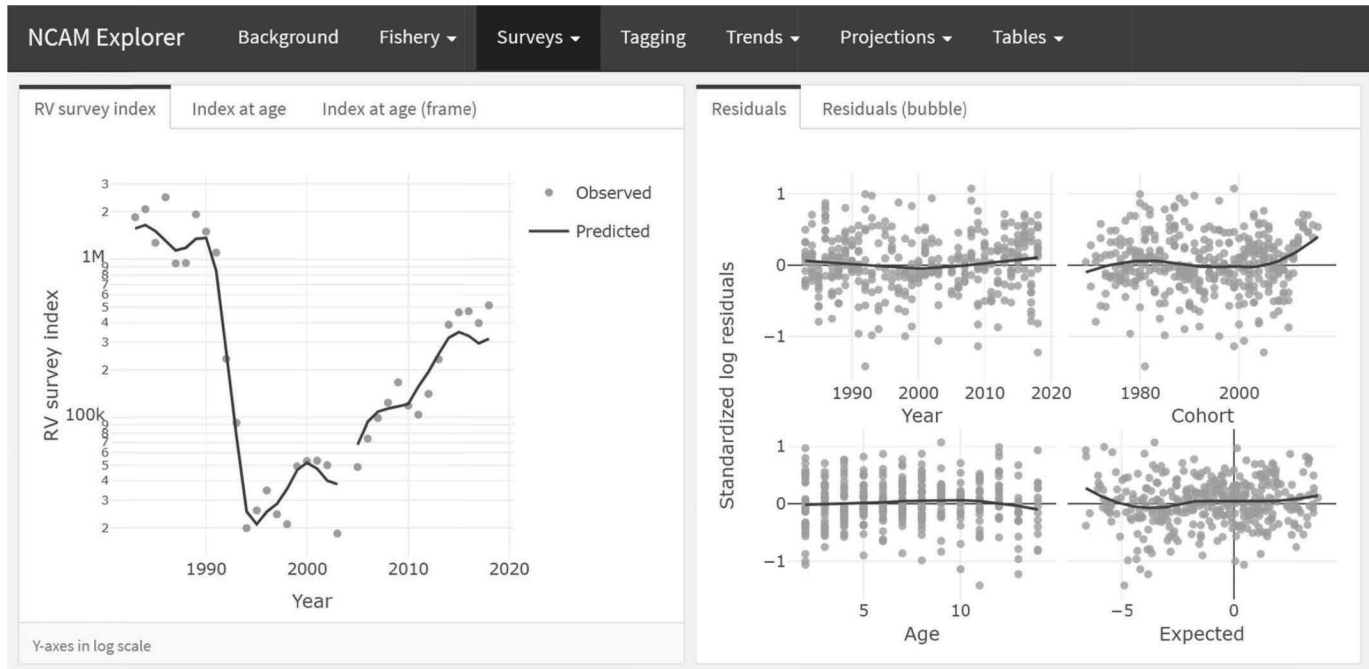 NCAM Explorer Background Fishery Surveys Tagging Trends Projections Tables
RV survey index Index at age Index at age (frame)
3
2
1M
9
8
7
6
5
4
3
2
100k
9
8
7
6
5
4
3
2
RV survey index
1990 2000 2010 2020
Year
Observed
Predicted
Y-axes in log scale
Residuals Residuals (bubble)
Standardized log residuals
1
0
−1
1990 2000 2010 2020
Year
1980 2000
Cohort
1
0
−1
5 10
Age
−5 0
Expected